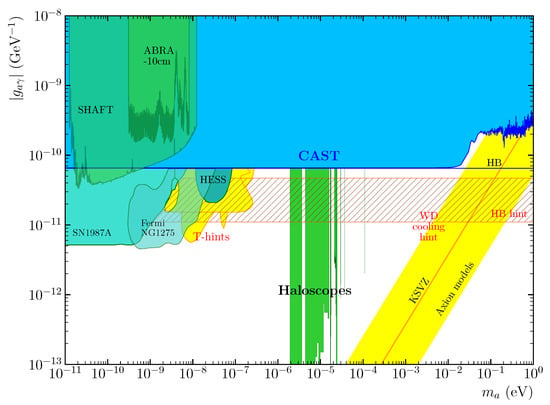 |g_{aγ}| (GeV^{−1})
10^{−8}
10^{−9}
10^{−10}
10^{−11}
10^{−12}
10^{−13}
ABRA
-10cm
SHAFT
CAST
HB
HESS
SN1987A
Fermi
NG1275
T-hints
WD
cooling
hint
HB hint
Haloscopes
KSVZ
Axion models
10^{−11} 10^{−10} 10^{−9} 10^{−8} 10^{−7} 10^{−6} 10^{−5} 10^{−4} 10^{−3} 10^{−2} 10^{−1} 10^{0}
m_a (eV)